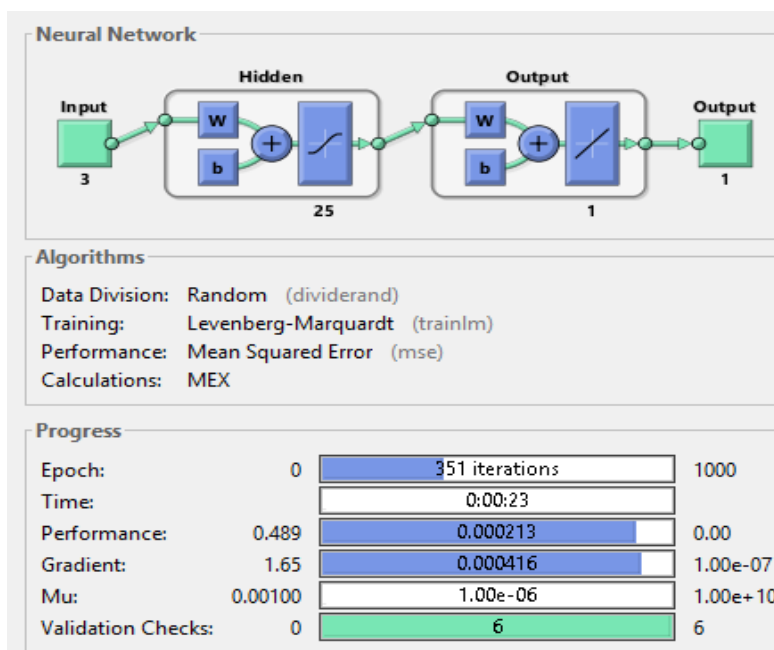 Neural Network
Hidden
Output
Input
W
b
+
W
b
+
Output
3
25
1
1
Algorithms
Data Division: Random (dividerand)
Training: Levenberg-Marquardt (trainlm)
Performance: Mean Squared Error (mse)
Calculations: MEX
Progress
Epoch: 0 351 iterations 1000
Time: 0:00:23
Performance: 0.489 0.000213 0.00
Gradient: 1.65 0.000416 1.00e-07
Mu: 0.00100 1.00e-06 1.00e+10
Validation Checks: 0 6 6